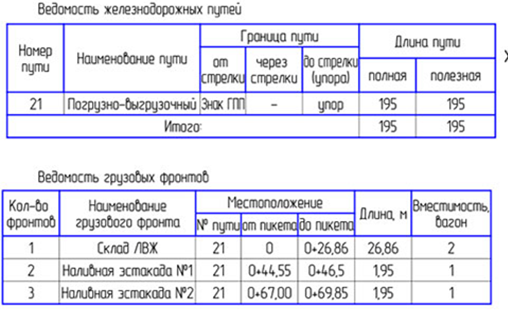 Ведомость железнодорожных путей
Номер пути Наименование пути Граница пути Длина пути
от стрелки через стрелки до стрелки (упора) полная полезная
21 Погрузно-выгрузочный Знак ГПП – упор 195 195
Итого: 195 195
Ведомость грузовых фронтов
Кол-во фронтов Наименование грузового фронта Местоположение Длина, м Вместимость, вагон
№ пути от пикета до пикета
1 Склад ЛВЖ 21 0 0+26,86 26,86 2
2 Наливная эстакада №1 21 0+44,55 0+46,5 1,95 1
3 Наливная эстакада №2 21 0+67,00 0+69,85 1,95 1